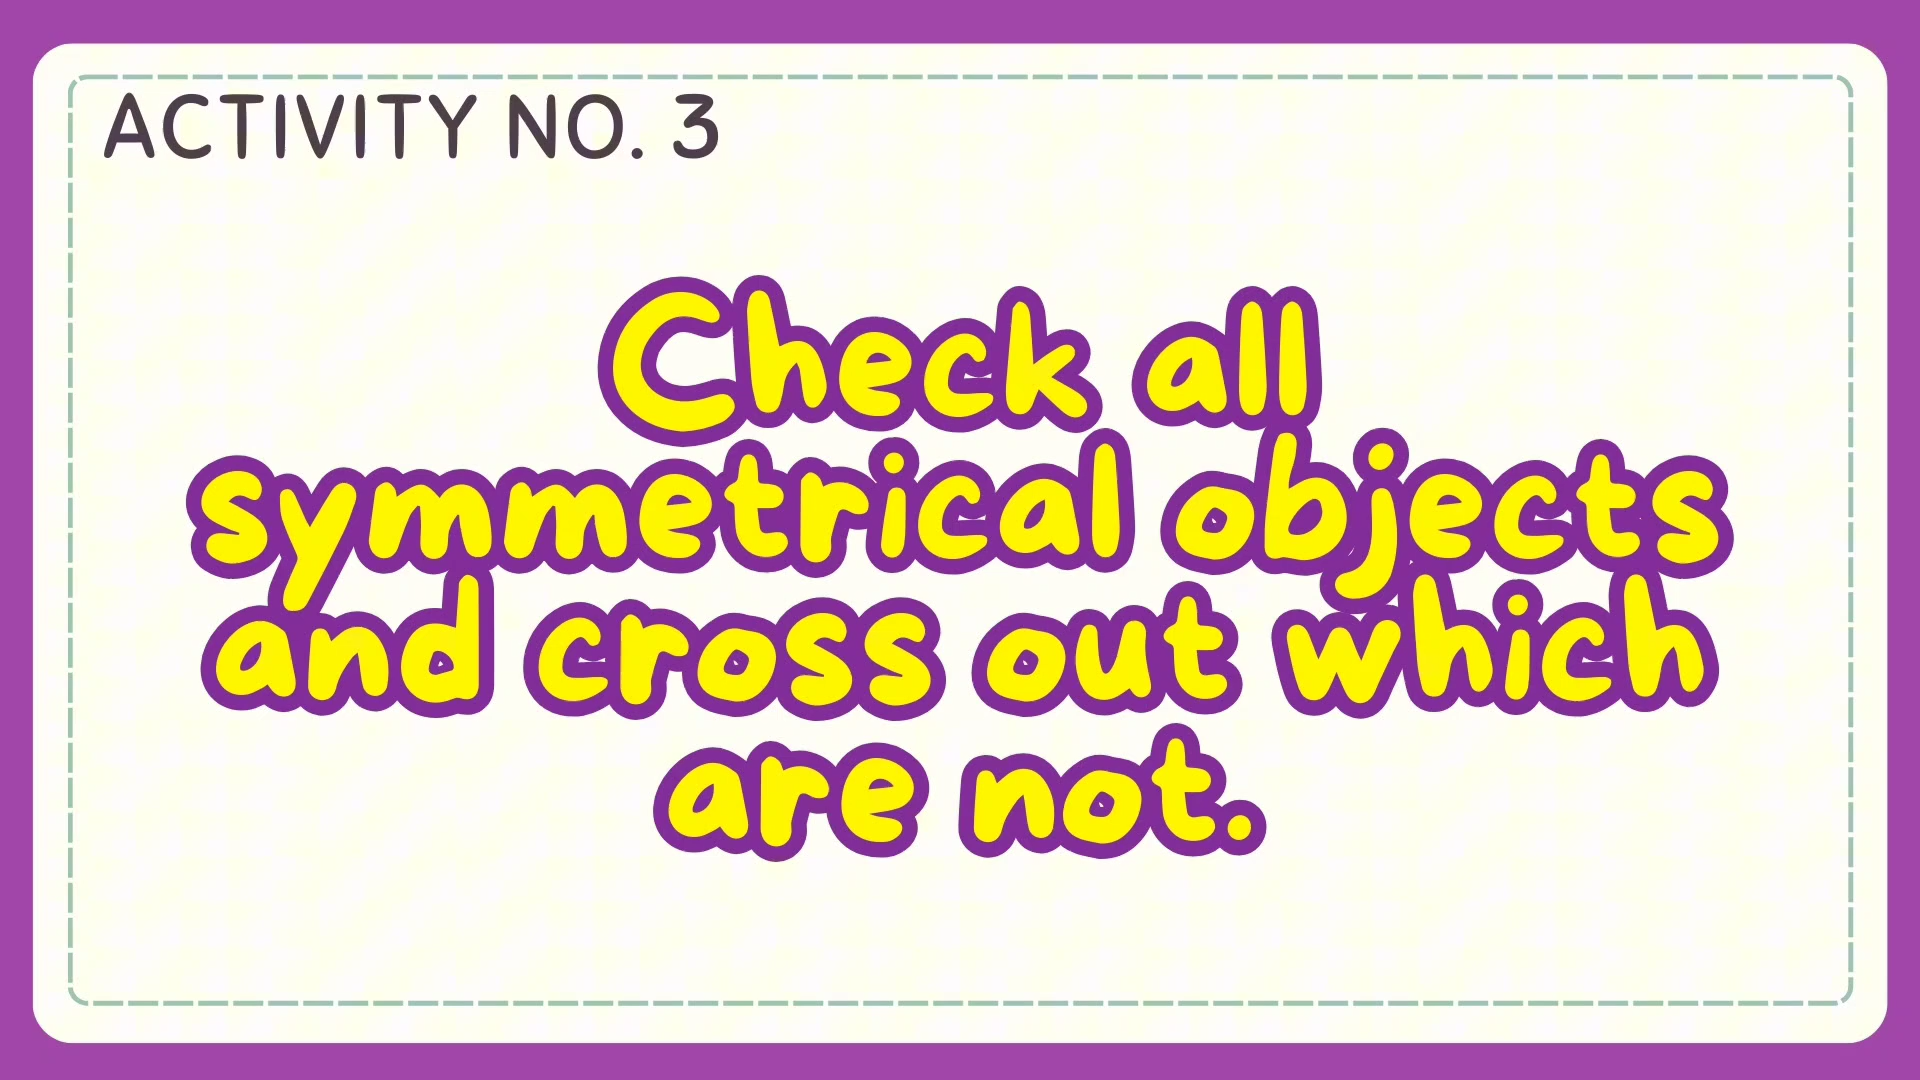 ACTIVITY NO. 3
Check all
symmetrical objects
and cross out which
are not.